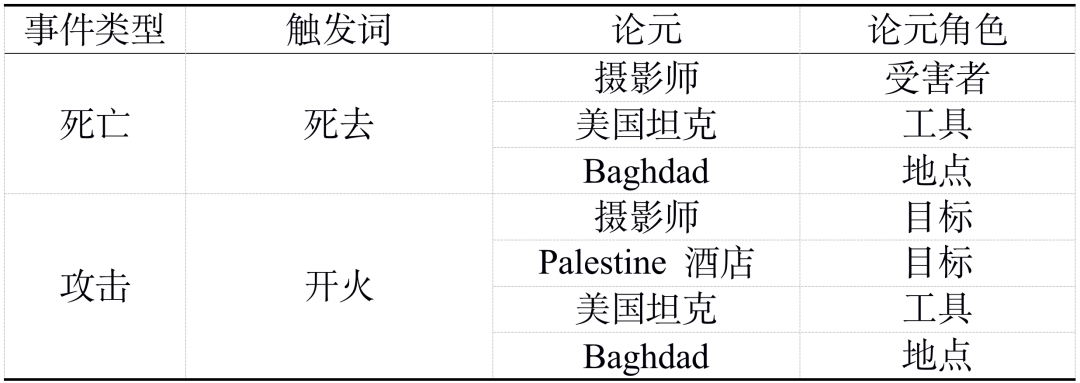 事件类型 触发词 论元 论元角色
摄影师 受害者
死亡 死去 美国坦克 工具
Baghdad 地点
摄影师 目标
Palestine 酒店 目标
攻击 开火
美国坦克 工具
Baghdad 地点